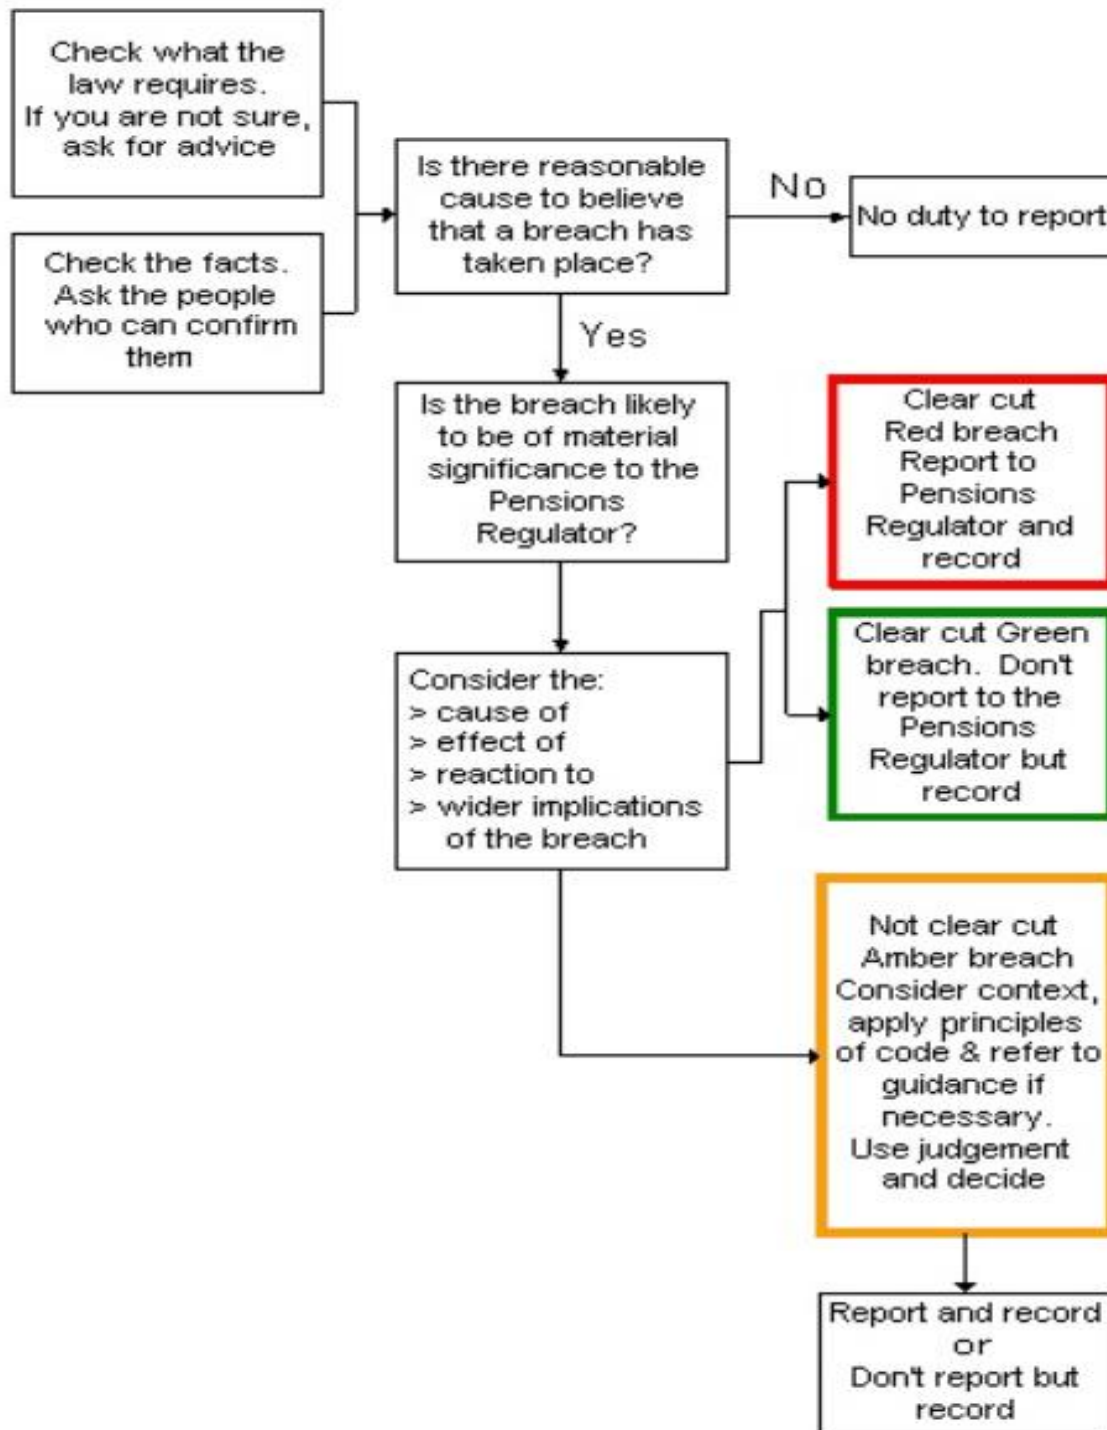 Check what the
law requires.
If you are not sure,
ask for advice
Check the facts.
Ask the people
who can confirm
them
Is there reasonable
cause to believe
that a breach has
taken place?
No
No duty to report
Yes
Is the breach likely
to be of material
significance to the
Pensions
Regulator?
Consider the:
> cause of
> effect of
> reaction to
> wider implications
of the breach
Clear cut
Red breach
Report to
Pensions
Regulator and
record
Clear cut Green
breach. Don't
report to the
Pensions
Regulator but
record
Not clear cut
Amber breach
Consider context,
apply principles
of code & refer to
guidance if
necessary.
Use judgement
and decide
Report and record
or
Don't report but
record